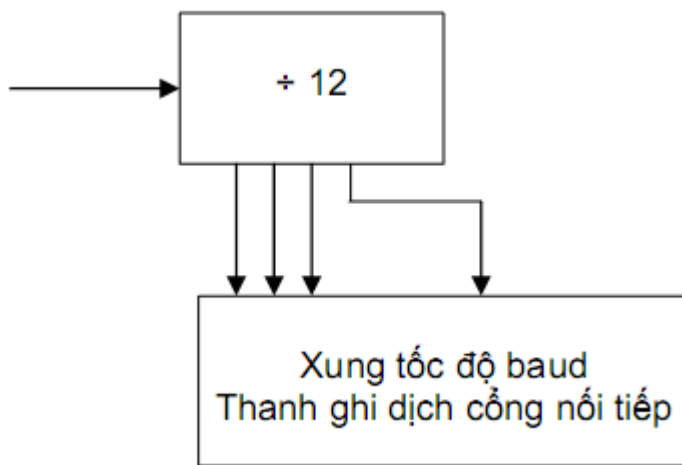 ÷ 12
Xung tốc độ baud
Thanh ghi dịch cổng nối tiếp